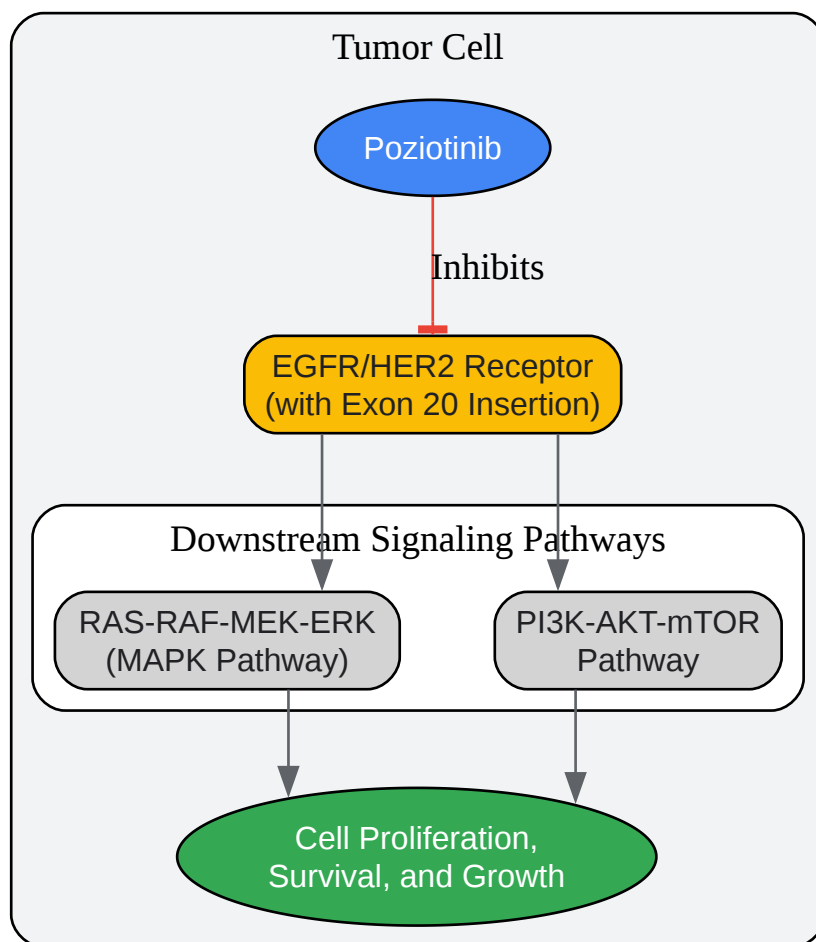 Tumor Cell
Poziotinib
Inhibits
EGFR/HER2 Receptor
(with Exon 20 Insertion)
Downstream Signaling Pathways
RAS-RAF-MEK-ERK
(MAPK Pathway)
PI3K-AKT-mTOR
Pathway
Cell Proliferation,
Survival, and Growth